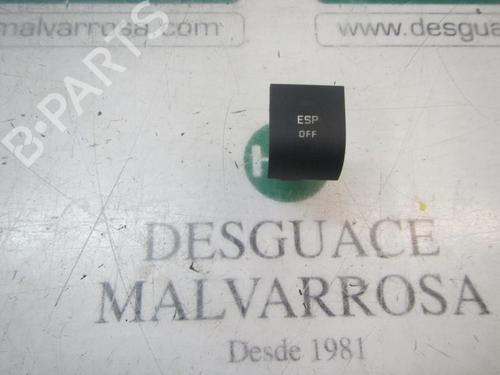 malvarrosa.com
www.desgua
B-PARTS
ESP
OFF
DESGUACE
MALVARROSA
Desde 1981